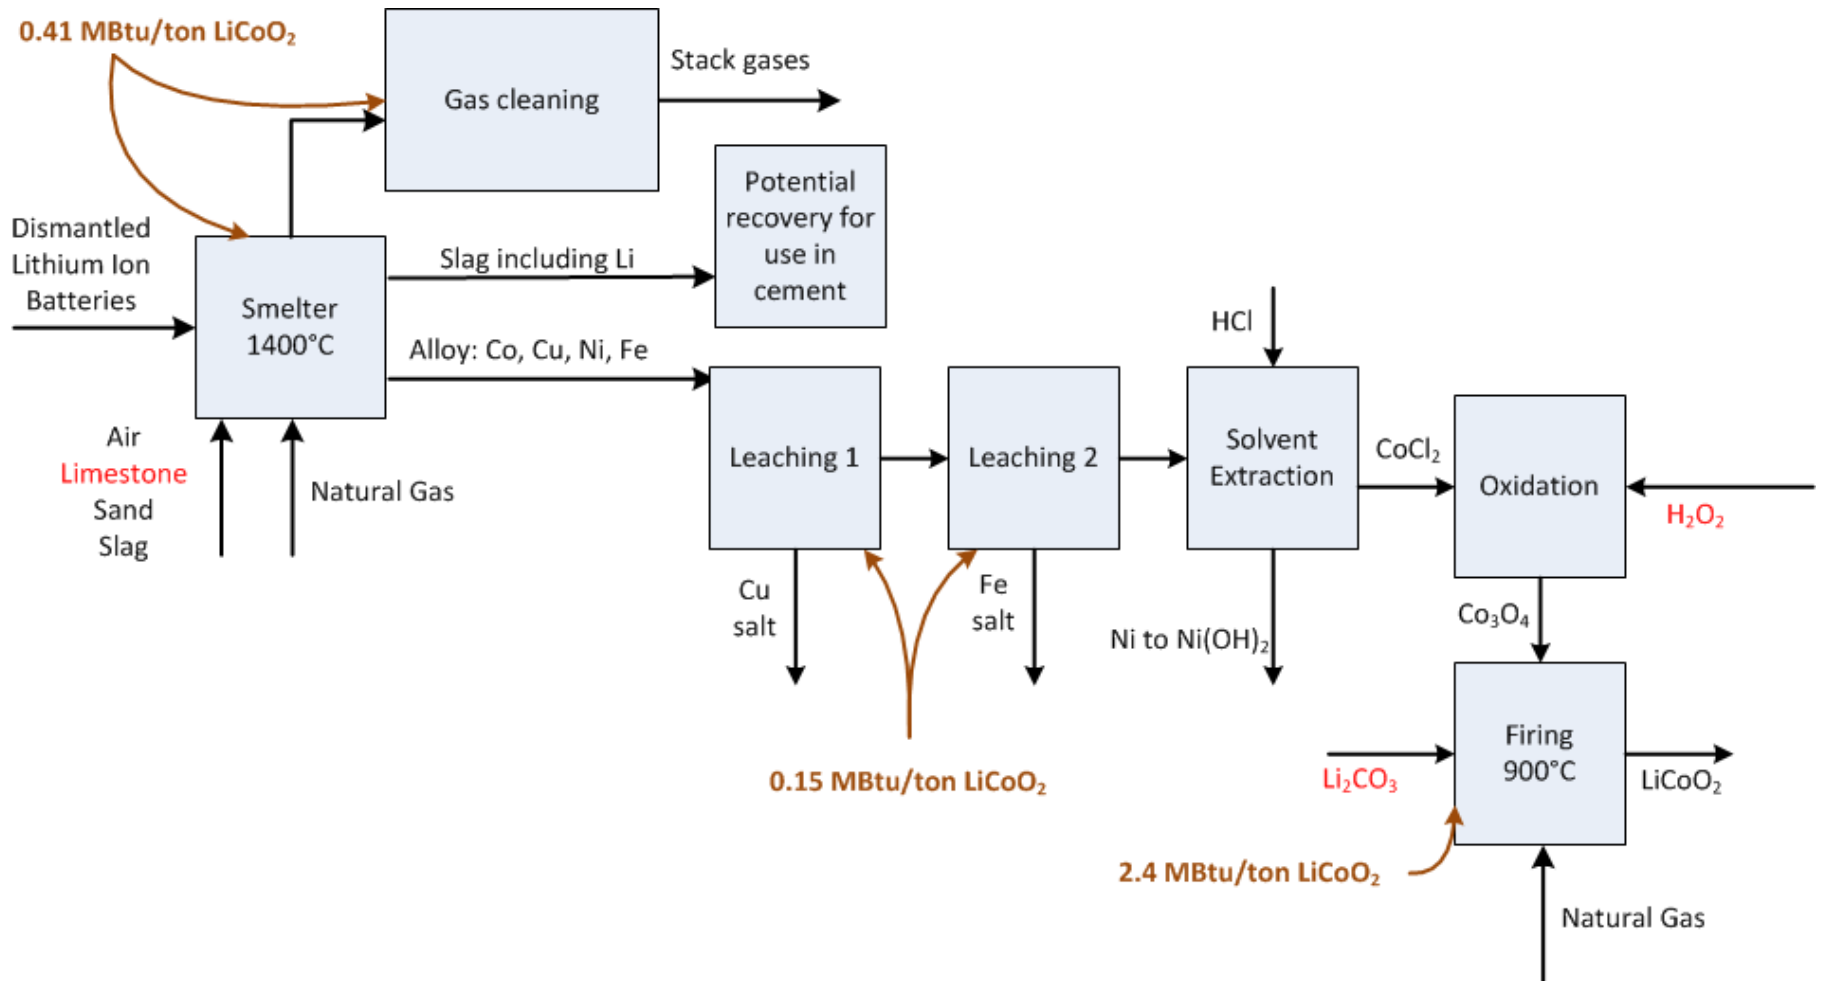 0.41 MBtu/ton LiCoO₂
Gas cleaning
Stack gases
Potential
recovery for
use in
cement
Dismantled
Lithium Ion
Batteries
Smelter
1400°C
Slag including Li
Alloy: Co, Cu, Ni, Fe
Air
Limestone
Sand
Slag
Natural Gas
Leaching 1
Leaching 2
HCl
Solvent
Extraction
CoCl₂
Oxidation
H₂O₂
Cu
salt
Fe
salt
Ni to Ni(OH)₂
Co₃O₄
0.15 MBtu/ton LiCoO₂
Li₂CO₃
Firing
900°C
LiCoO₂
2.4 MBtu/ton LiCoO₂
Natural Gas